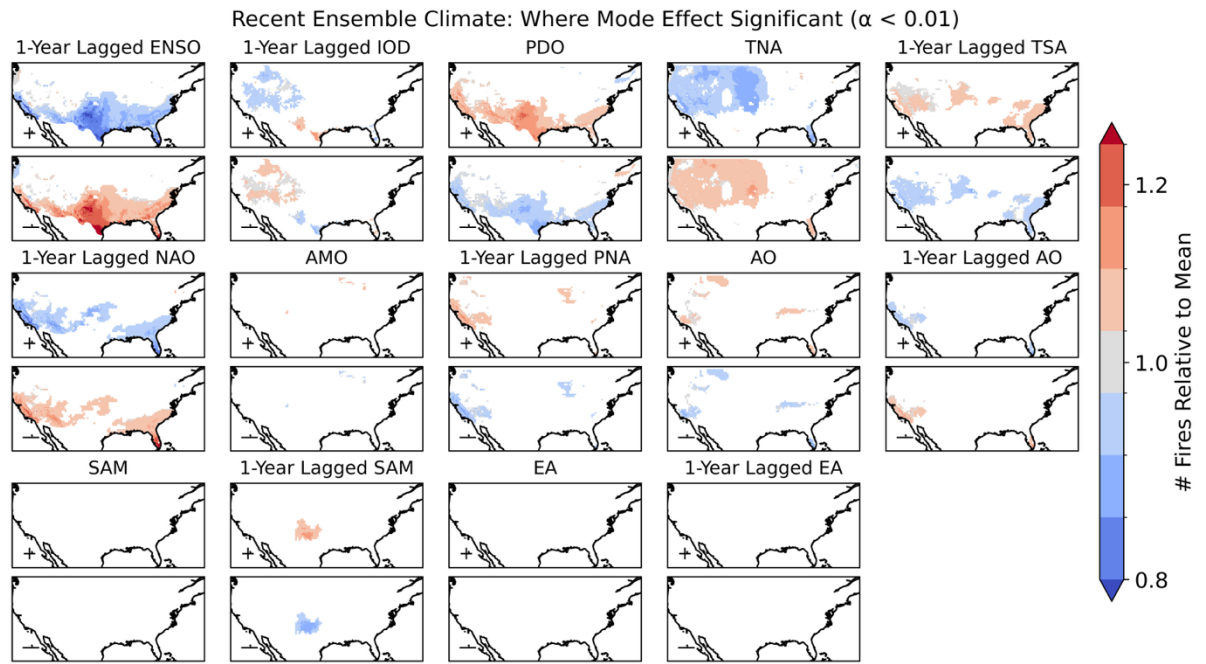 Recent Ensemble Climate: Where Mode Effect Significant (α < 0.01)
1-Year Lagged ENSO
1-Year Lagged IOD
PDO
TNA
1-Year Lagged TSA
+
+
+
+
+
−
−
−
−
−
1-Year Lagged NAO
AMO
1-Year Lagged PNA
AO
1-Year Lagged AO
+
+
+
+
+
−
−
−
−
−
SAM
1-Year Lagged SAM
EA
1-Year Lagged EA
+
+
+
+
−
−
−
−
1.2
1.0
0.8
# Fires Relative to Mean